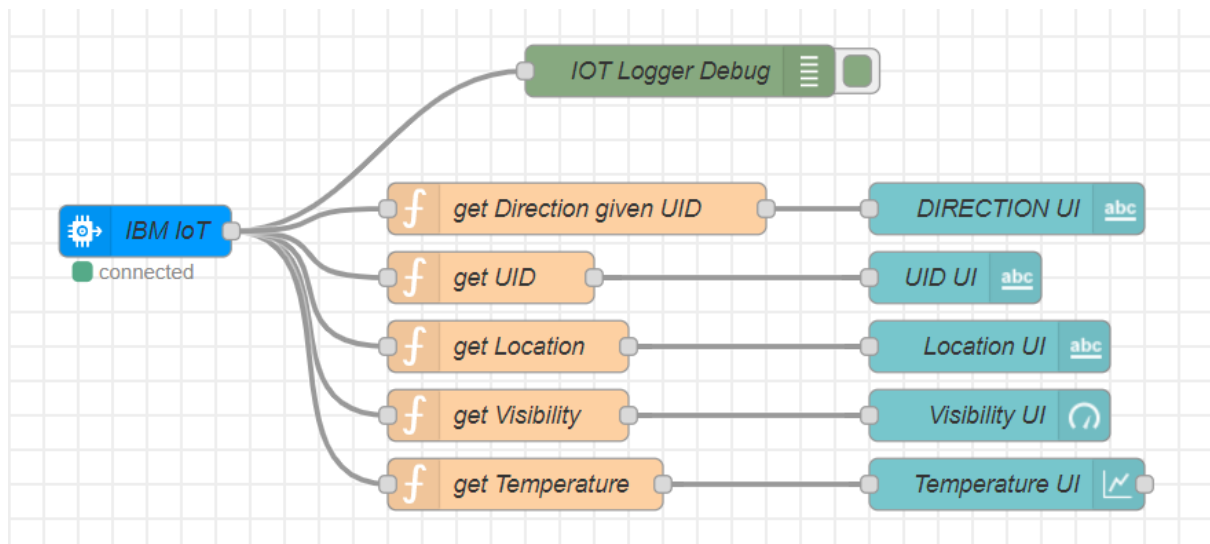 IOT Logger Debug
IBM IoT
connected
get Direction given UID
DIRECTION UI
abc
get UID
UID UI
abc
get Location
Location UI
abc
get Visibility
Visibility UI
get Temperature
Temperature UI